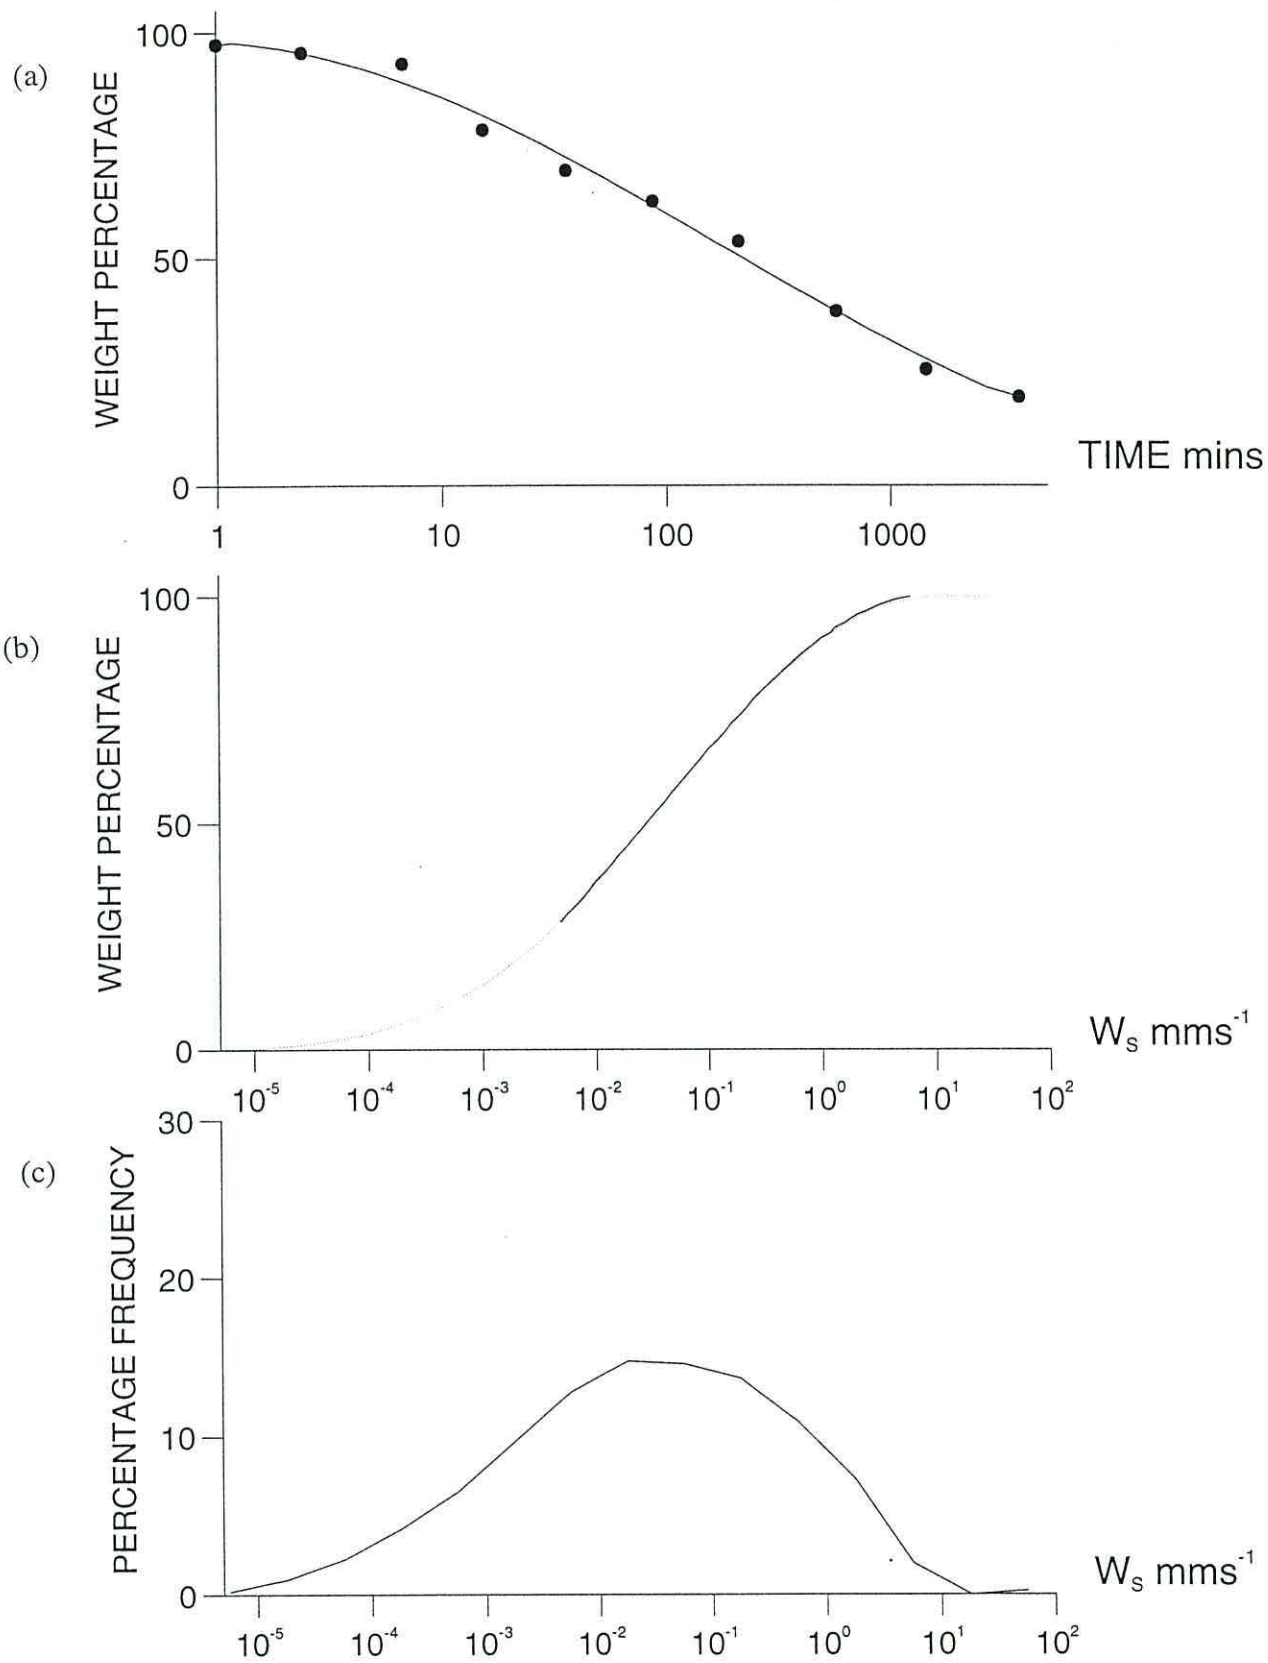 (a)
WEIGHT PERCENTAGE
100
50
0
1 10 100 1000
TIME mins
(b)
WEIGHT PERCENTAGE
100
50
0
10⁻⁵ 10⁻⁴ 10⁻³ 10⁻² 10⁻¹ 10⁰ 10¹ 10²
Wₛ mms⁻¹
(c)
PERCENTAGE FREQUENCY
30
20
10
0
10⁻⁵ 10⁻⁴ 10⁻³ 10⁻² 10⁻¹ 10⁰ 10¹ 10²
Wₛ mms⁻¹